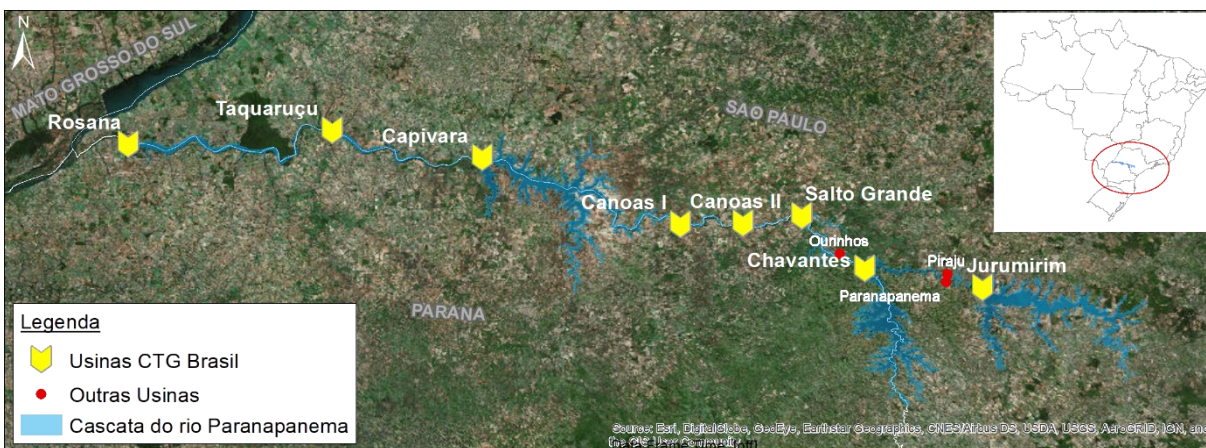 N
MATO GROSSO DO SUL
Rosana
Taquaruçu
Capivara
SAO PAULO
Canoas I
Canoas II
Salto Grande
Ourinhos
Chavantes
Piraju
Jurumirim
Paranapanema
PARANA
Legenda
Usinas CTG Brasil
Outras Usinas
Cascata do rio Paranapanema
Source: Esri, DigitalGlobe, GeoEye, Earthstar Geographics, CNES/Airbus DS, USDA, USGS, AeroGRID, IGN, and
the GIS User Community